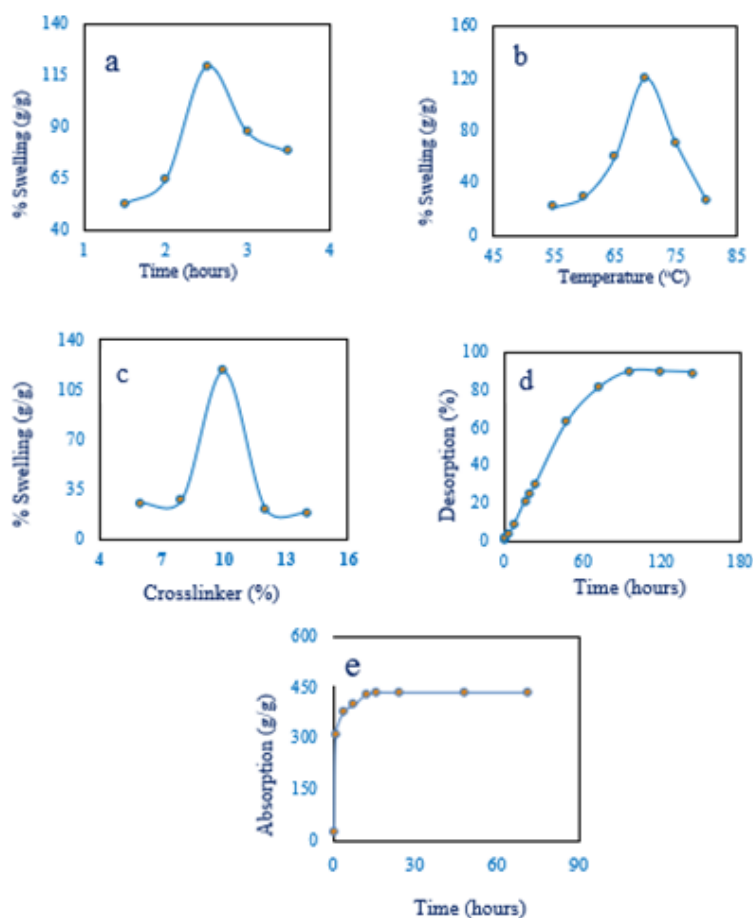 140
115
90
65
40
% Swelling (g/g)
a
1 2 3 4
Time (hours)
160
120
80
40
0
% Swelling (g/g)
b
45 55 65 75 85
Temperature (°C)
140
105
70
35
0
% Swelling (g/g)
c
4 7 10 13 16
Crosslinker (%)
100
80
60
40
20
0
Desorption (%)
d
0 60 120 180
Time (hours)
600
450
300
150
0
Absorption (g/g)
e
0 30 60 90
Time (hours)